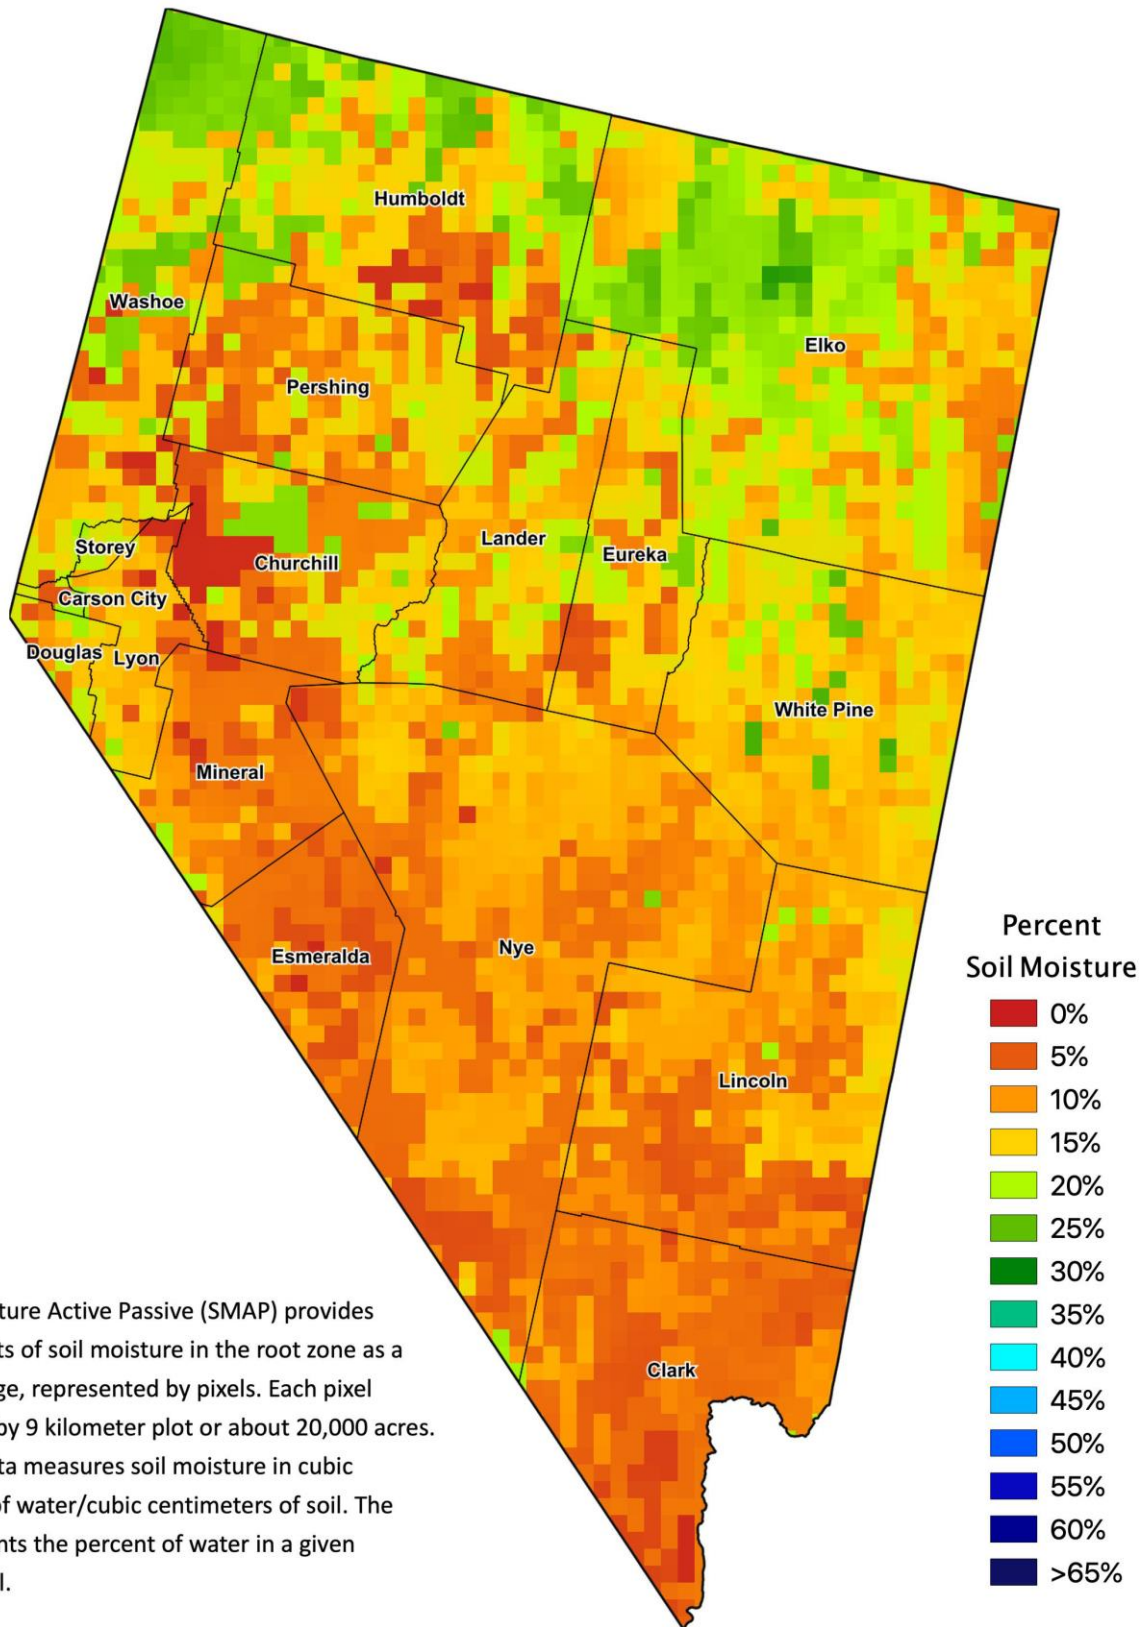 Humboldt
Washoe
Elko
Pershing
Lander
Storey
Eureka
Churchill
Carson City
Douglas
Lyon
White Pine
Mineral
Nye
Esmeralda
Lincoln
Clark
Percent
Soil Moisture
0%
5%
10%
15%
20%
25%
30%
35%
40%
45%
50%
55%
60%
>65%
ture Active Passive (SMAP) provides
ts of soil moisture in the root zone as a
ge, represented by pixels. Each pixel
by 9 kilometer plot or about 20,000 acres.
ta measures soil moisture in cubic
of water/cubic centimeters of soil. The
nts the percent of water in a given
l.